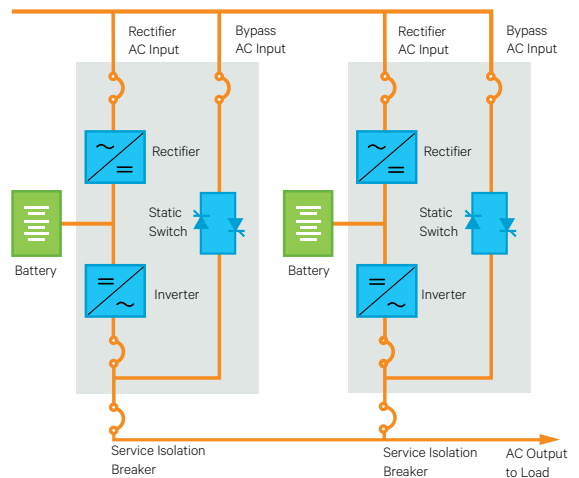 Rectifier
AC Input
Bypass
AC Input
Rectifier
AC Input
Bypass
AC Input
Rectifier
Static
Switch
Battery
Inverter
Rectifier
Static
Switch
Battery
Inverter
Service Isolation
Breaker
Service Isolation
Breaker
AC Output
to Load